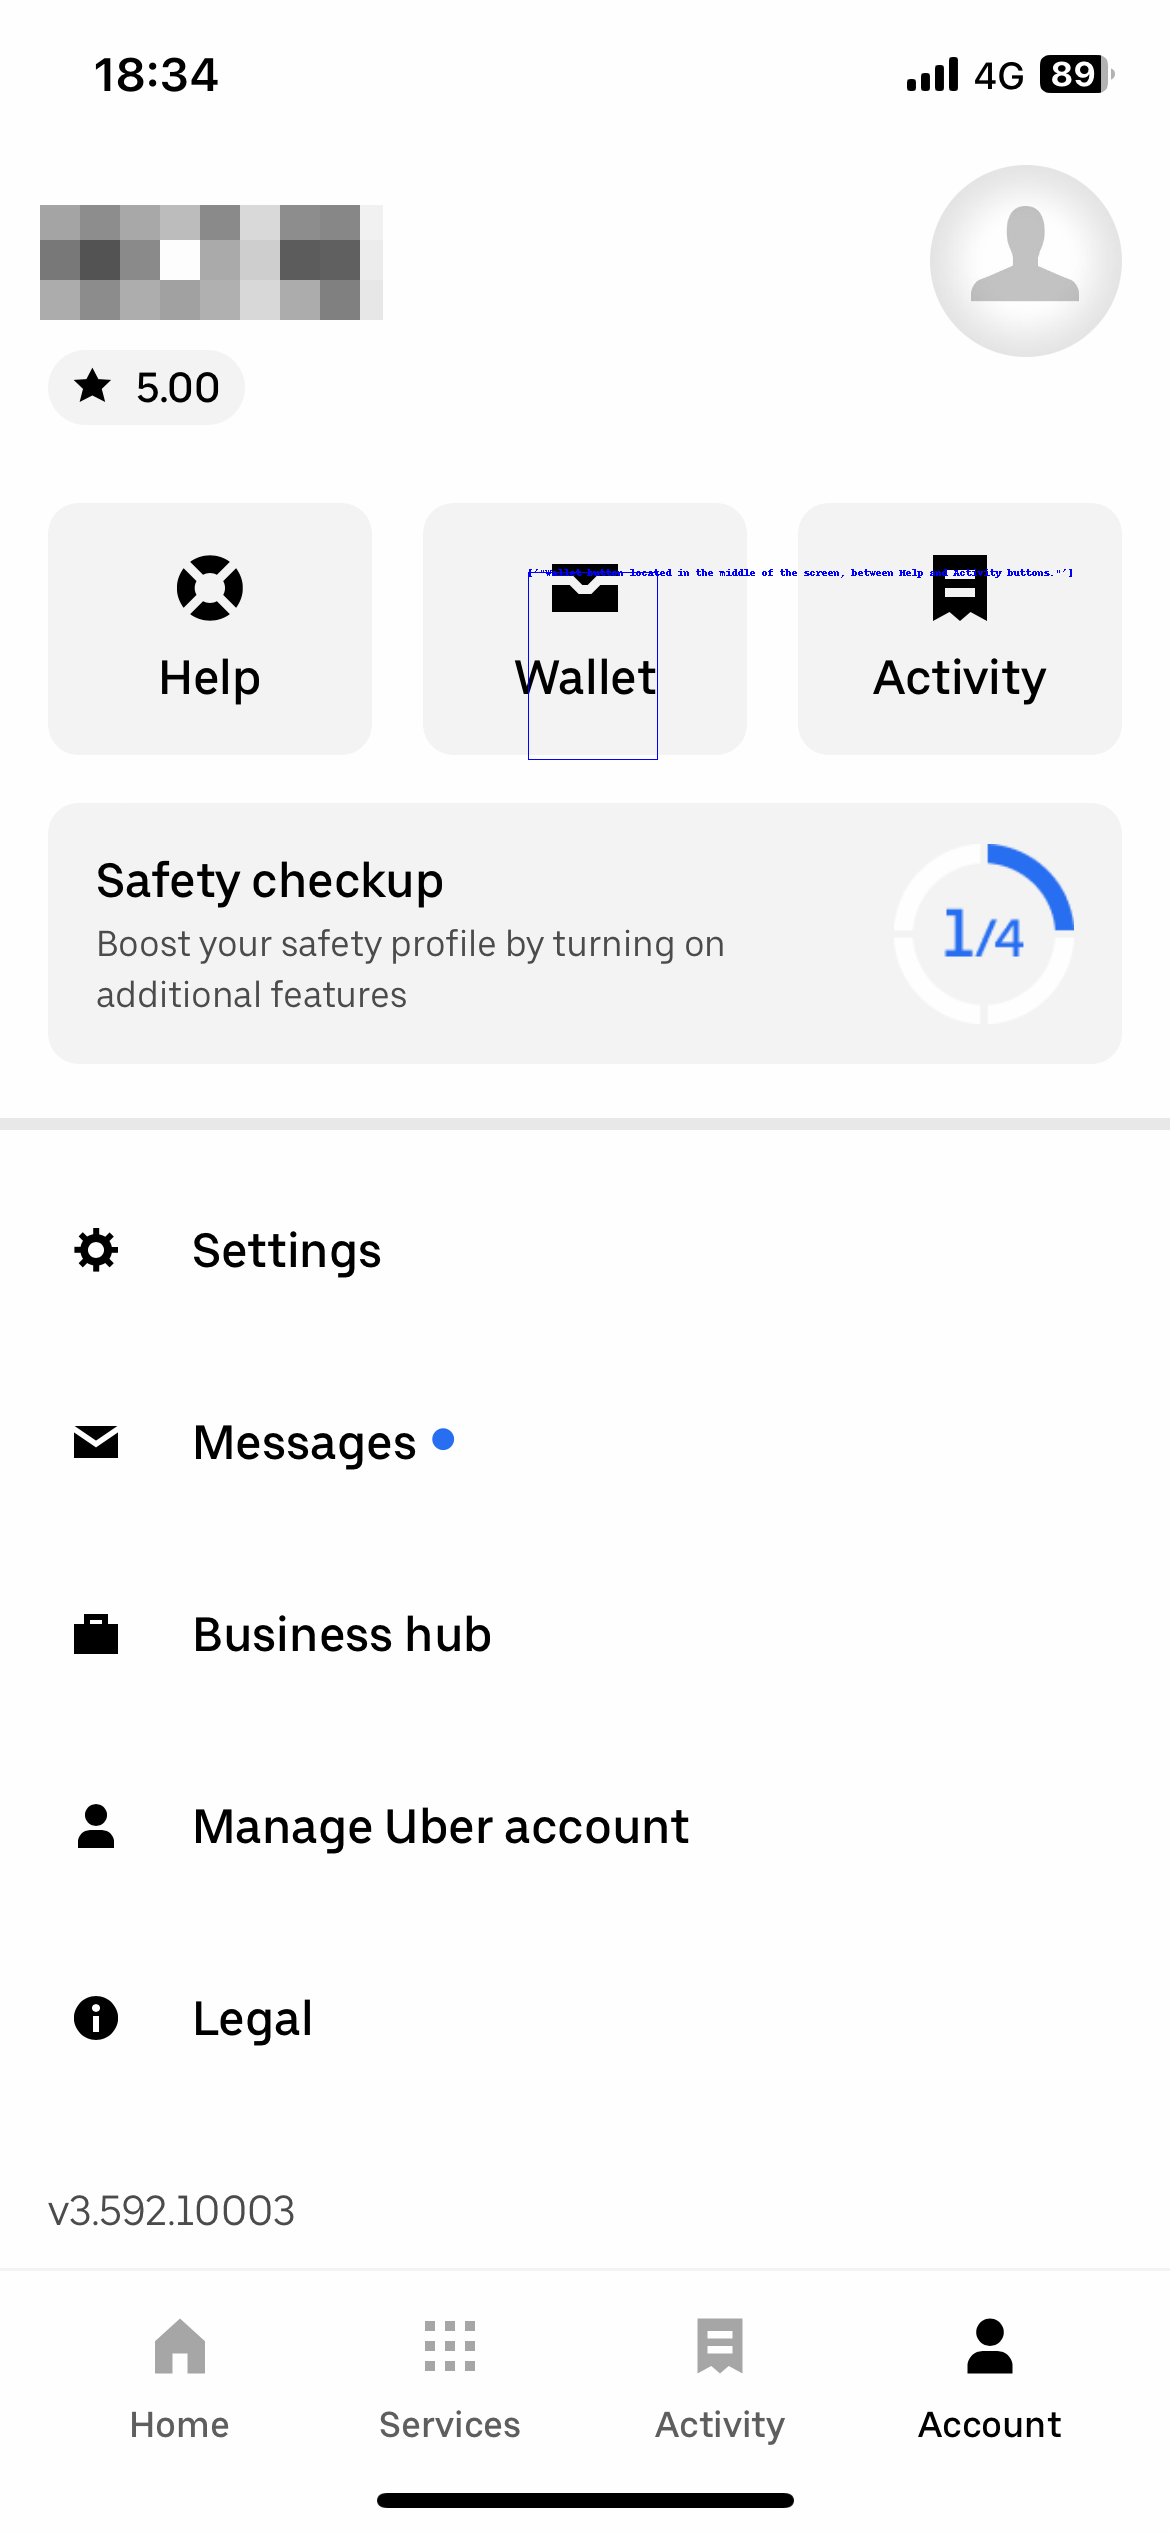 18:34
4G 89
5.00
Help
["Wallet button located in the middle of the screen, between Help and Activity buttons."']
Wallet
Activity
Safety checkup
Boost your safety profile by turning on
additional features
1/4
Settings
Messages
Business hub
Manage Uber account
Legal
v3.592.10003
Home
Services
Activity
Account